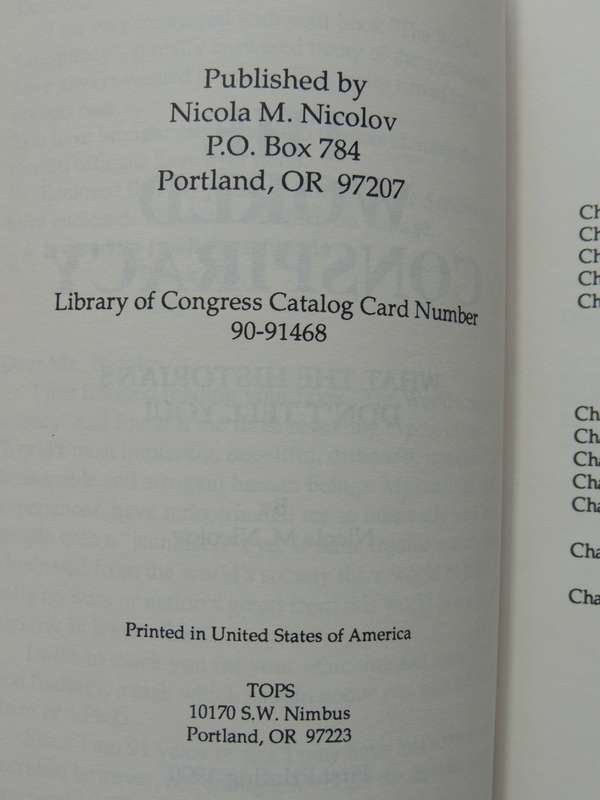 Published by
Nicola M. Nicolov
P.O. Box 784
Portland, OR 97207
Library of Congress Catalog Card Number
90-91468
Printed in United States of America
TOPS
10170 S.W. Nimbus
Portland, OR 97223